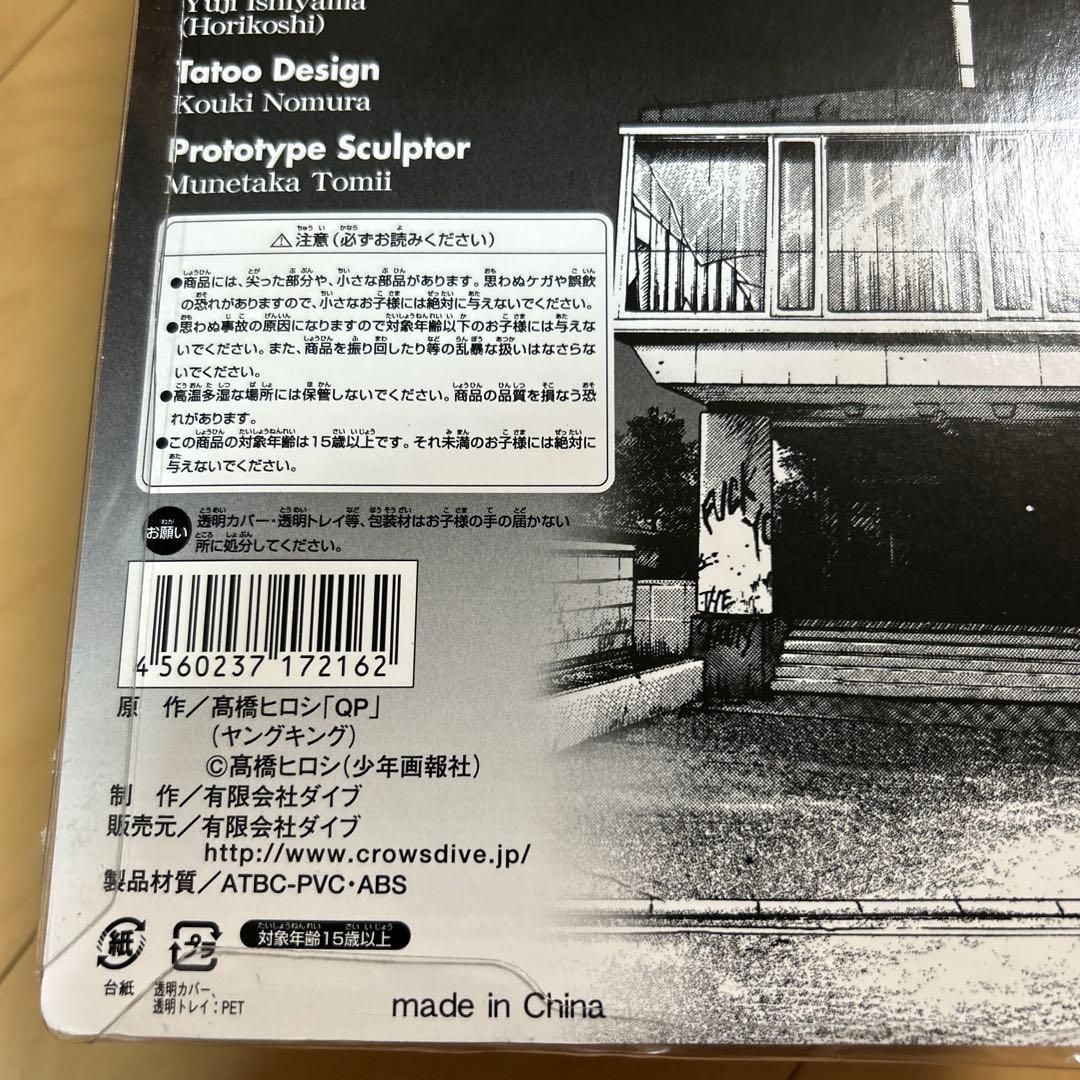 Yuji Ishiyama
(Horikoshi)
Tatoo Design
Kouki Nomura
Prototype Sculptor
Munetaka Tomii
⚠注意(必ずお読みください)
●商品には、尖った部分や、小さな部品があります。思わぬケガや誤飲
の恐れがありますので、小さなお子様には絶対に与えないでください。
●思わぬ事故の原因になりますので対象年齢以下のお子様には与えな
いでください。また、商品を振り回したり等の乱暴な扱いはなさらな
いでください。
●高温多湿な場所には保管しないでください。商品の品質を損なう恐
れがあります。
●この商品の対象年齢は15歳以上です。それ未満のお子様には絶対に
与えないでください。
お願い 透明カバー・透明トレイ等、包装材はお子様の手の届かない
所に処分してください。
4 560237 172162
原 作/髙橋ヒロシ「QP」
(ヤングキング)
©髙橋ヒロシ(少年画報社)
制 作/有限会社ダイブ
販売元/有限会社ダイブ
http://www.crowsdive.jp/
製品材質/ATBC-PVC・ABS
紙 プラ 対象年齢15歳以上
台紙 透明カバー、
透明トレイ:PET
made in China
FUCK
YO
THE